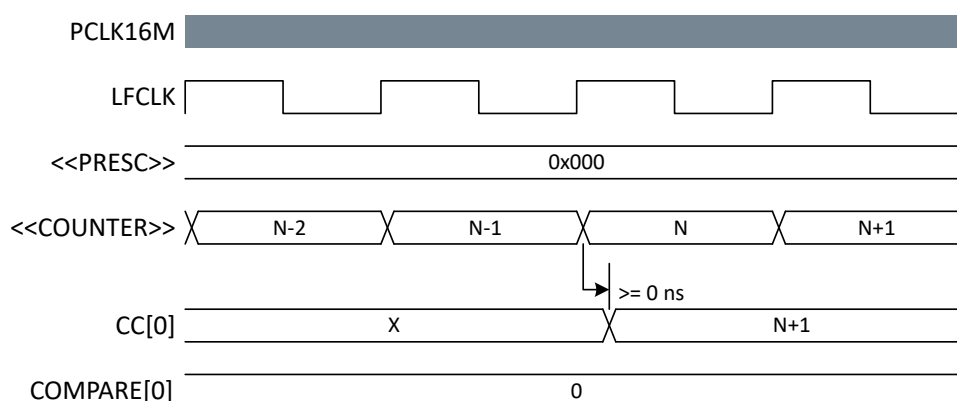 PCLK16M
LFCLK
<<PRESC>> 0x000
<<COUNTER>> N-2 N-1 N N+1
>= 0 ns
CC[0] X N+1
COMPARE[0] 0